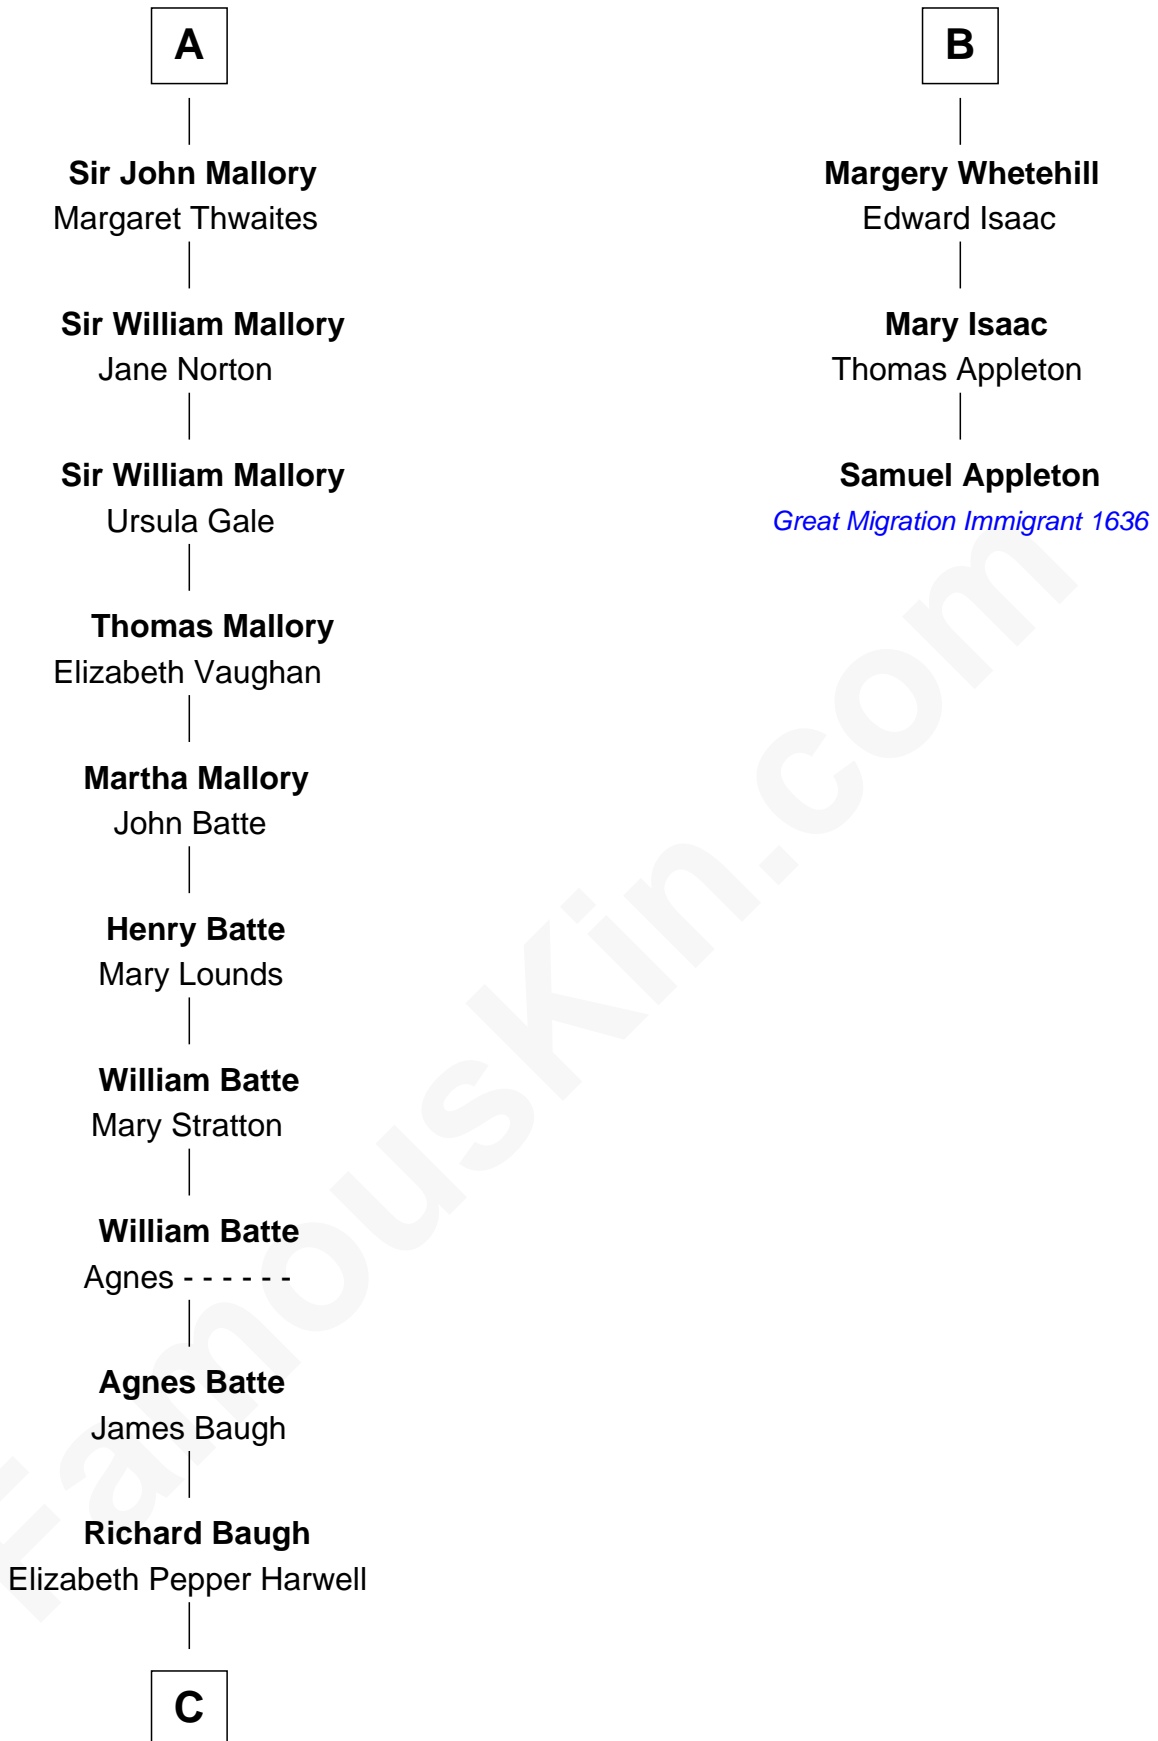 A
Sir John Mallory
Margaret Thwaites
Sir William Mallory
Jane Norton
Sir William Mallory
Ursula Gale
Thomas Mallory
Elizabeth Vaughan
Martha Mallory
John Batte
Henry Batte
Mary Lounds
William Batte
Mary Stratton
William Batte
Agnes - - - - - -
Agnes Batte
James Baugh
Richard Baugh
Elizabeth Pepper Harwell
C
B
Margery Whetehill
Edward Isaac
Mary Isaac
Thomas Appleton
Samuel Appleton
Great Migration Immigrant 1636
FamousKin.com